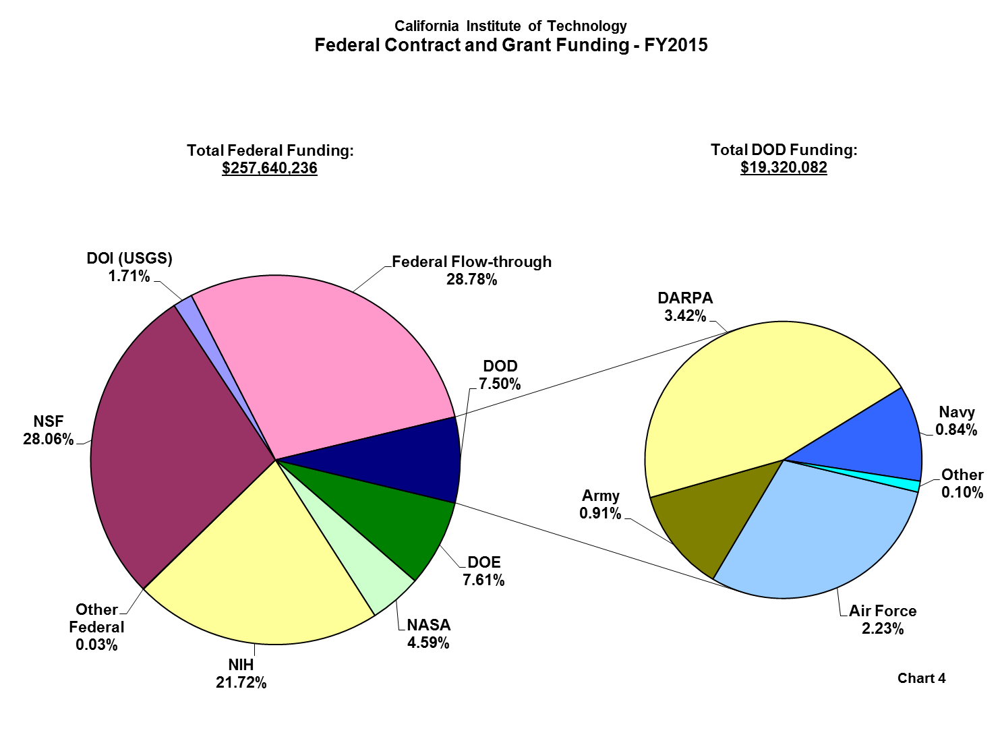 California Institute of Technology
Federal Contract and Grant Funding - FY2015
Total Federal Funding:
$257,640,236
Total DOD Funding:
$19,320,082
DOI (USGS)
1.71%
Federal Flow-through
28.78%
DARPA
3.42%
DOD
7.50%
NSF
28.06%
Navy
0.84%
Other
0.10%
Army
0.91%
DOE
7.61%
Other
Federal
0.03%
NASA
4.59%
Air Force
2.23%
NIH
21.72%
Chart 4